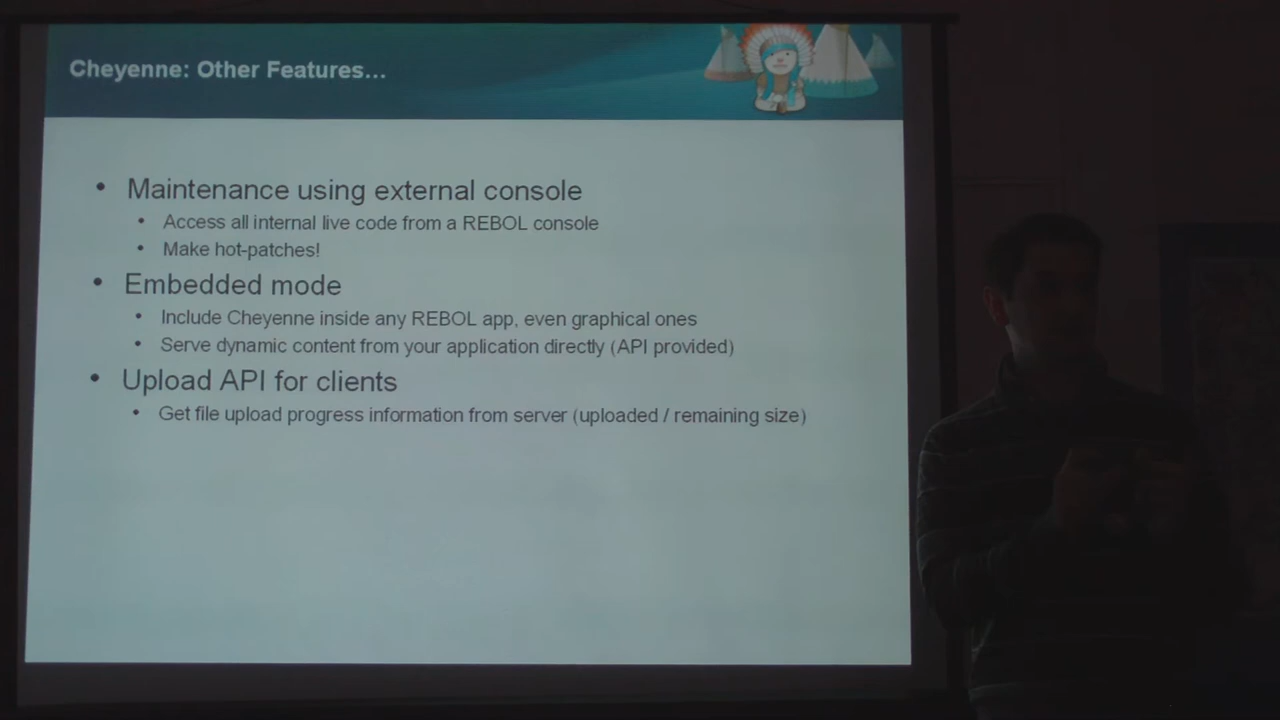 Cheyenne: Other Features...
• Maintenance using external console
• Access all internal live code from a REBOL console
• Make hot-patches!
• Embedded mode
• Include Cheyenne inside any REBOL app, even graphical ones
• Serve dynamic content from your application directly (API provided)
• Upload API for clients
• Get file upload progress information from server (uploaded / remaining size)